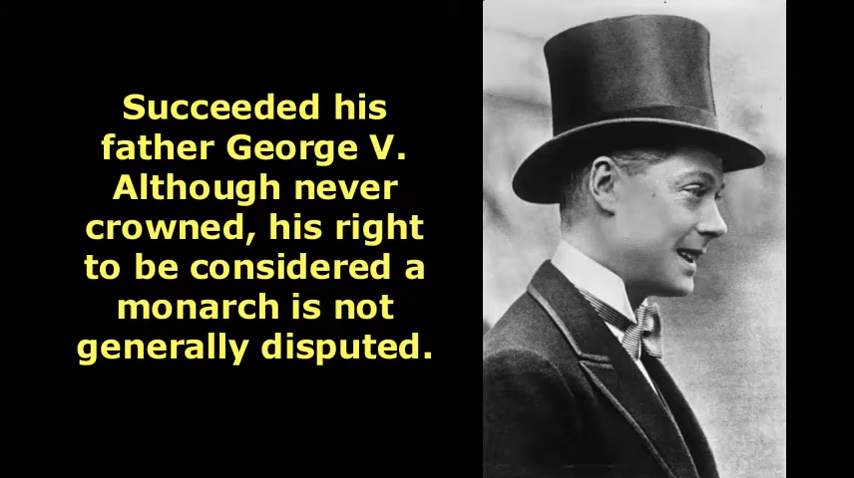 Succeeded his
father George V.
Although never
crowned, his right
to be considered a
monarch is not
generally disputed.